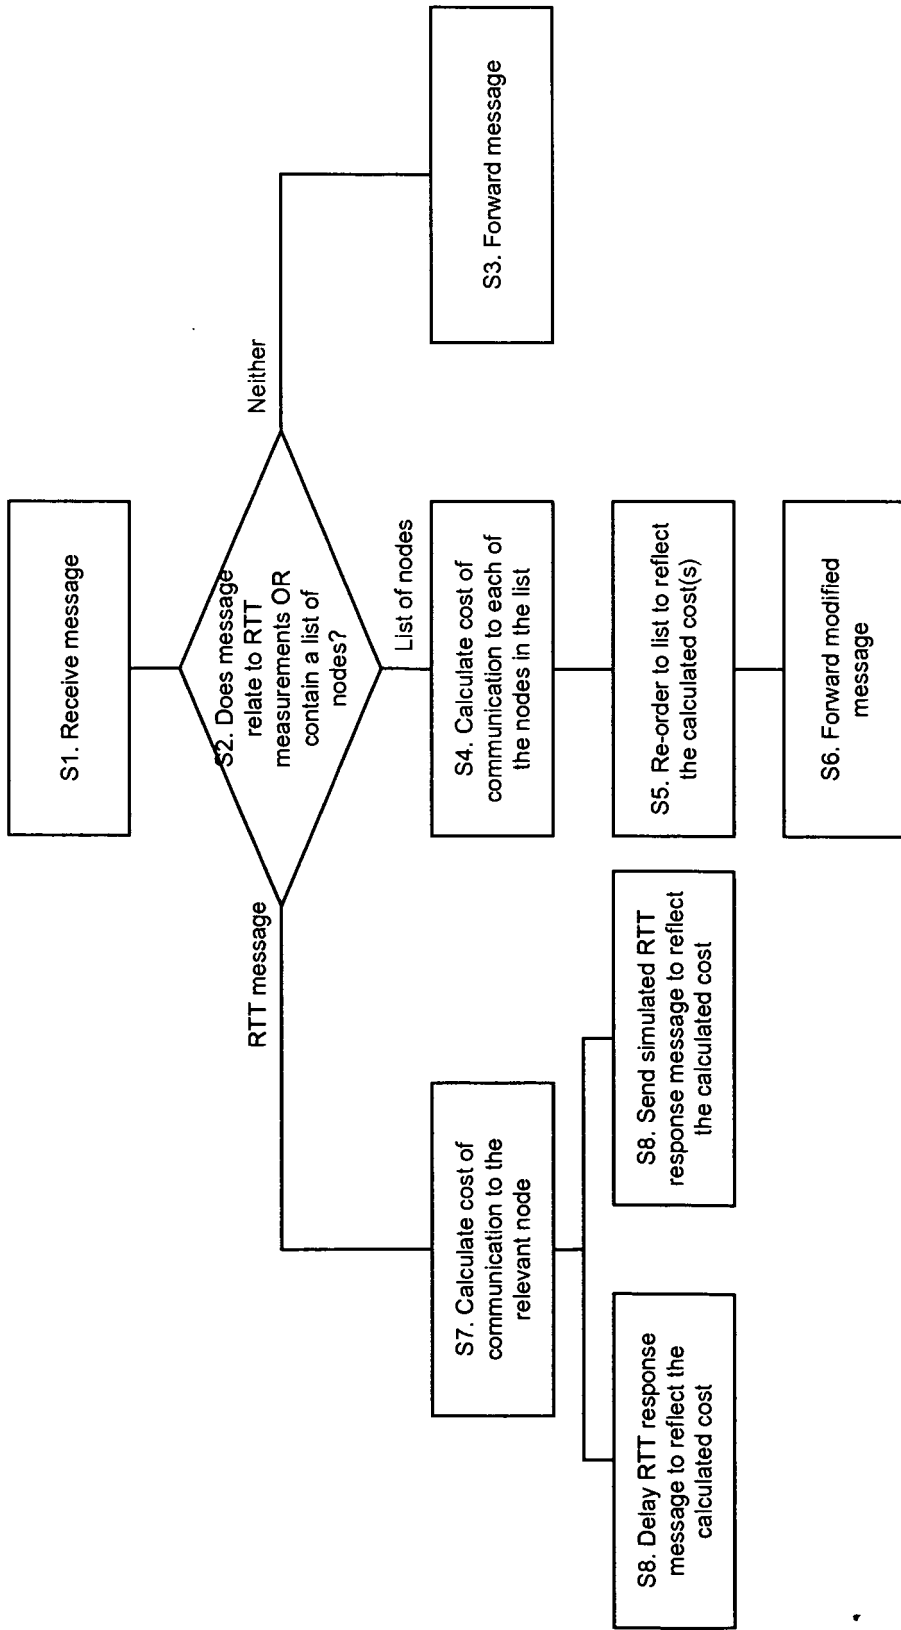 S1. Receive message
S2. Does message
relate to RTT
measurements OR
contain a list of
nodes?
RTT message
List of nodes
Neither
S7. Calculate cost of
communication to the
relevant node
S4. Calculate cost of
communication to each of
the nodes in the list
S3. Forward message
S8. Delay RTT response
message to reflect the
calculated cost
S8. Send simulated RTT
response message to reflect
the calculated cost
S5. Re-order to list to reflect
the calculated cost(s)
S6. Forward modified
message